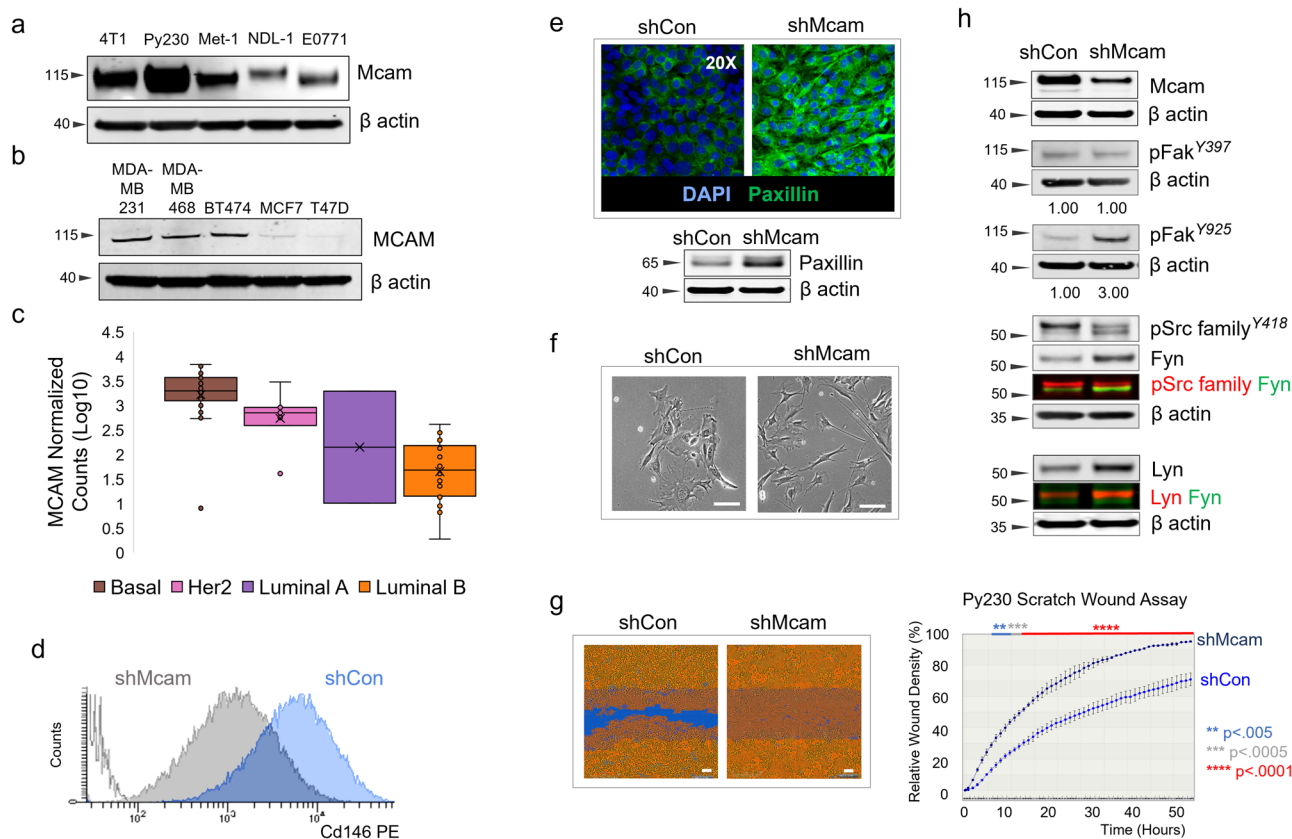 a
4T1 Py230 Met-1 NDL-1 E0771
115 Mcam
40 β actin
b
MDA-
MB
231
MDA-
MB
468
BT474 MCF7 T47D
115 MCAM
40 β actin
c
MCAM Normalized
Counts (Log10)
4.5
4
3.5
3
2.5
2
1.5
1
0.5
0
Basal Her2 Luminal A Luminal B
d
shMcam shCon
Counts
0
10² 10³ 10⁴
Cd146 PE
e
shCon shMcam
20X
DAPI Paxillin
shCon shMcam
65 Paxillin
40 β actin
f
shCon shMcam
g
shCon shMcam
Py230 Scratch Wound Assay
Relative Wound Density (%)
100
80
60
40
20
0
** *** ****
shMcam
shCon
** p<.005
*** p<.0005
**** p<.0001
0 10 20 30 40 50
Time (Hours)
h
shCon shMcam
115 Mcam
40 β actin
115 pFak Y397
40 β actin
1.00 1.00
115 pFak Y925
40 β actin
1.00 3.00
50 pSrc family Y418
50 Fyn
50 pSrc family Fyn
35 β actin
50 Lyn
50 Lyn Fyn
35 β actin